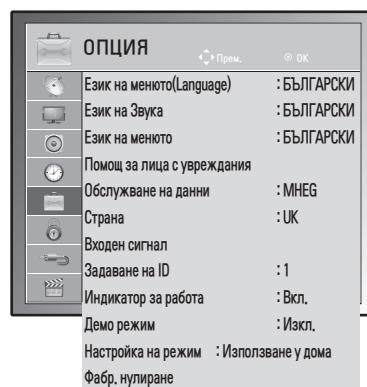 ОПЦИЯ
Прем. OK
Език на менюто(Language) : БЪЛГАРСКИ
Език на Звука : БЪЛГАРСКИ
Език на менюто : БЪЛГАРСКИ
Помощ за лица с увреждания
Обслужване на данни : MHEG
Страна : UK
Входен сигнал
Задаване на ID : 1
Индикатор за работа : Вкл.
Демо режим : Изкл.
Настройка на режим : Използване у дома
Фабр. нулиране